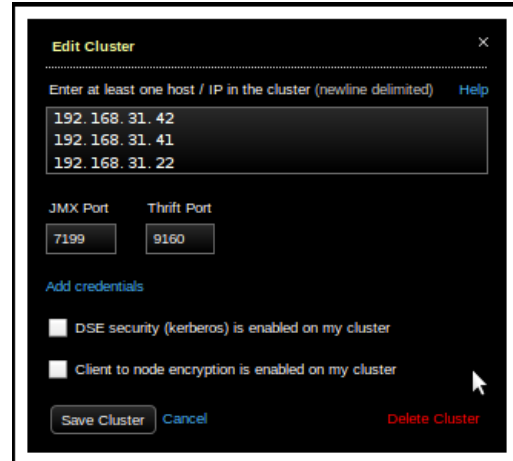 Edit Cluster ×
Enter at least one host / IP in the cluster (newline delimited) Help
192.168.31.42
192.168.31.41
192.168.31.22
JMX Port Thrift Port
7199 9160
Add credentials
DSE security (kerberos) is enabled on my cluster
Client to node encryption is enabled on my cluster
Save Cluster Cancel Delete Cluster